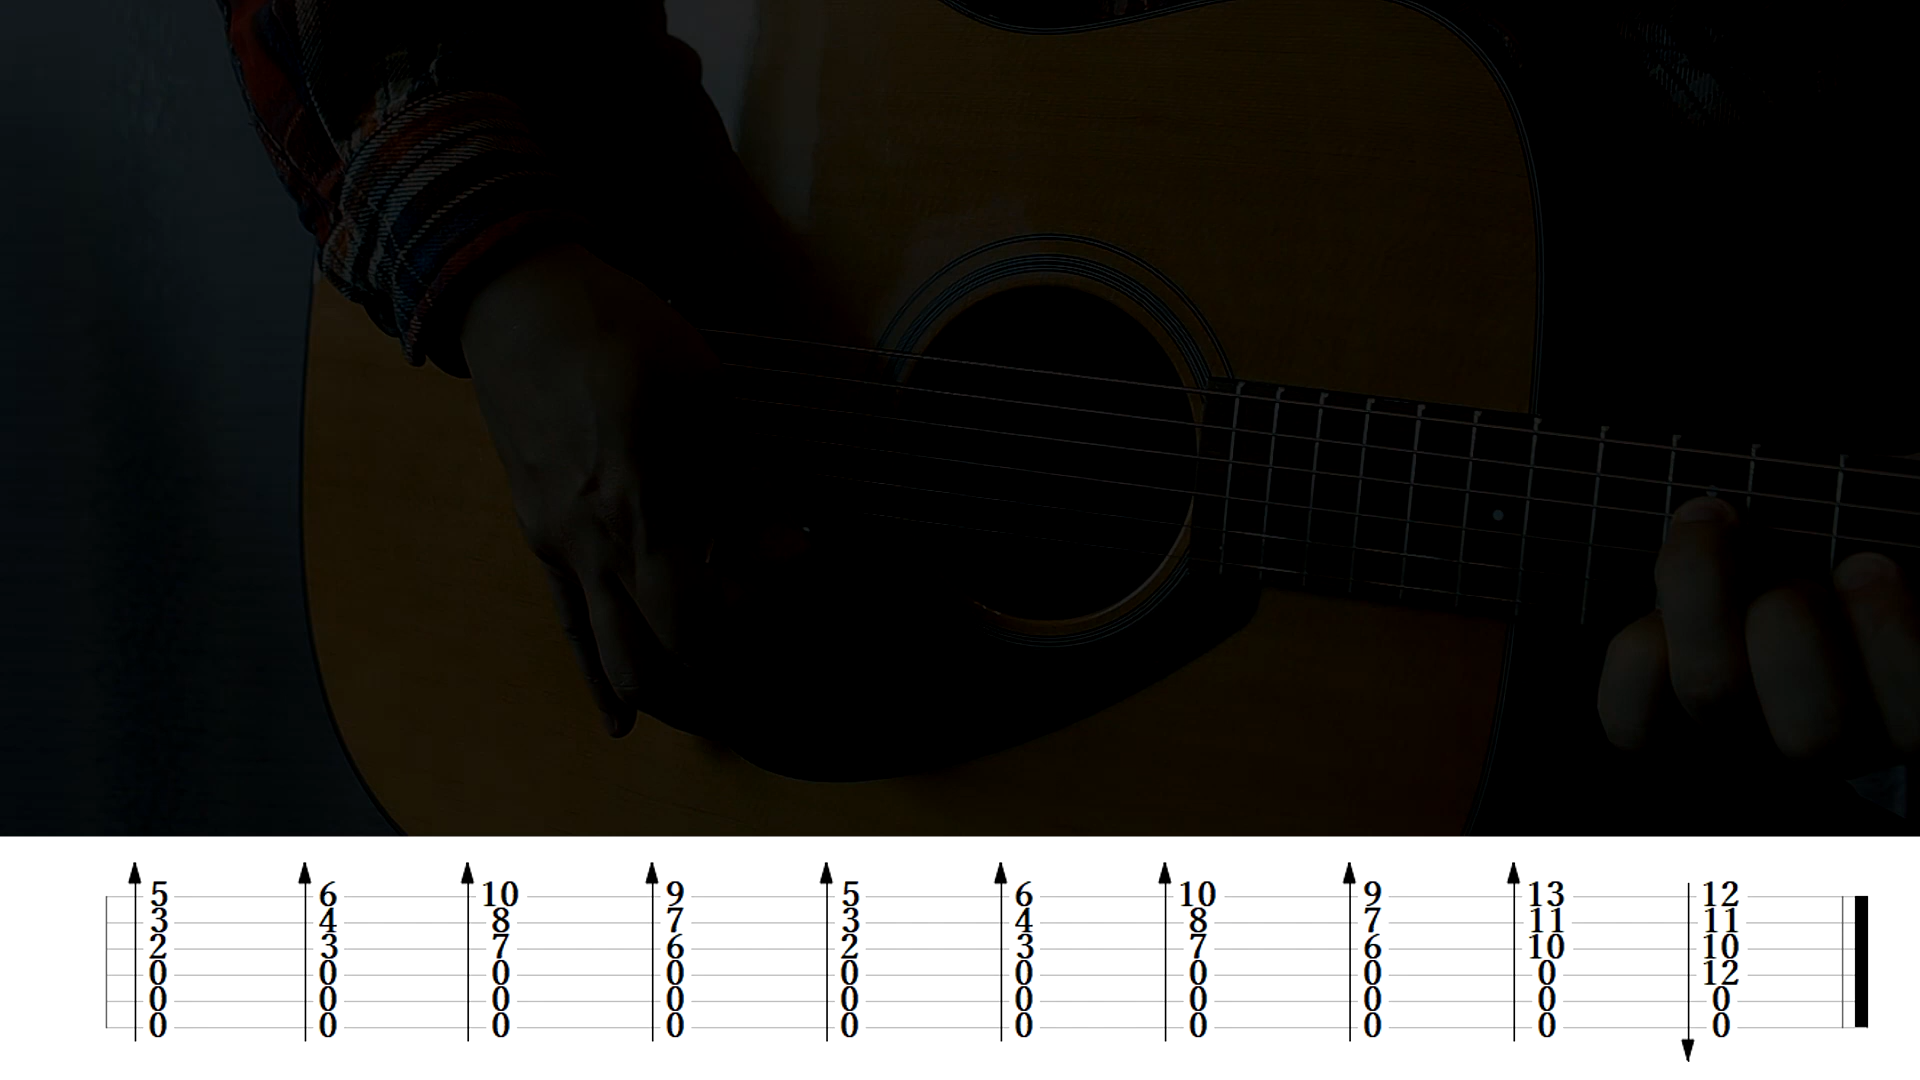 5 6 10 9 5 6 10 9 13 12
3 4 8 7 3 4 8 7 11 11
2 3 7 6 2 3 7 6 10 10
0 0 0 0 0 0 0 0 0 12
0 0 0 0 0 0 0 0 0 0
0 0 0 0 0 0 0 0 0 0